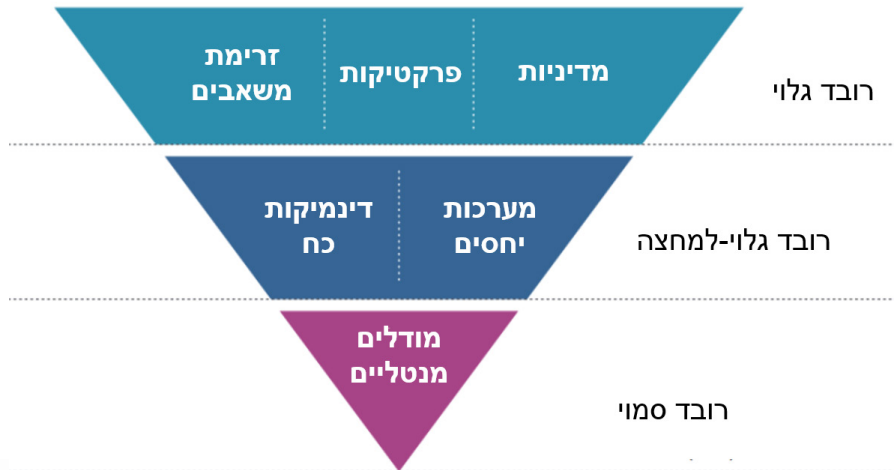 רובד גלוי
מדיניות
פרקטיקות
זרימת
משאבים
רובד גלוי-למחצה
מערכות
יחסים
דינמיקות
כח
רובד סמוי
מודלים
מנטליים